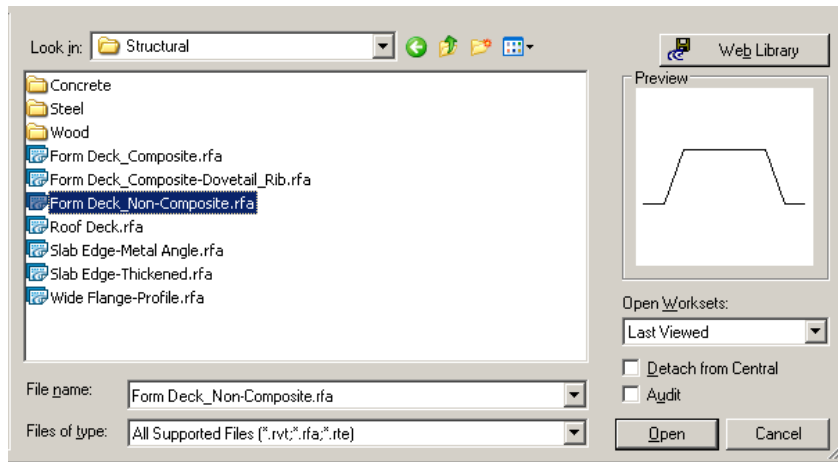 Look in: Structural
Web Library
Concrete
Steel
Wood
Form Deck_Composite.rfa
Form Deck_Composite-Dovetail_Rib.rfa
Form Deck_Non-Composite.rfa
Roof Deck.rfa
Slab Edge-Metal Angle.rfa
Slab Edge-Thickened.rfa
Wide Flange-Profile.rfa
Preview
Open Worksets:
Last Viewed
Detach from Central
Audit
File name: Form Deck_Non-Composite.rfa
Files of type: All Supported Files (*.rvt;*.rfa;*.rte)
Open Cancel